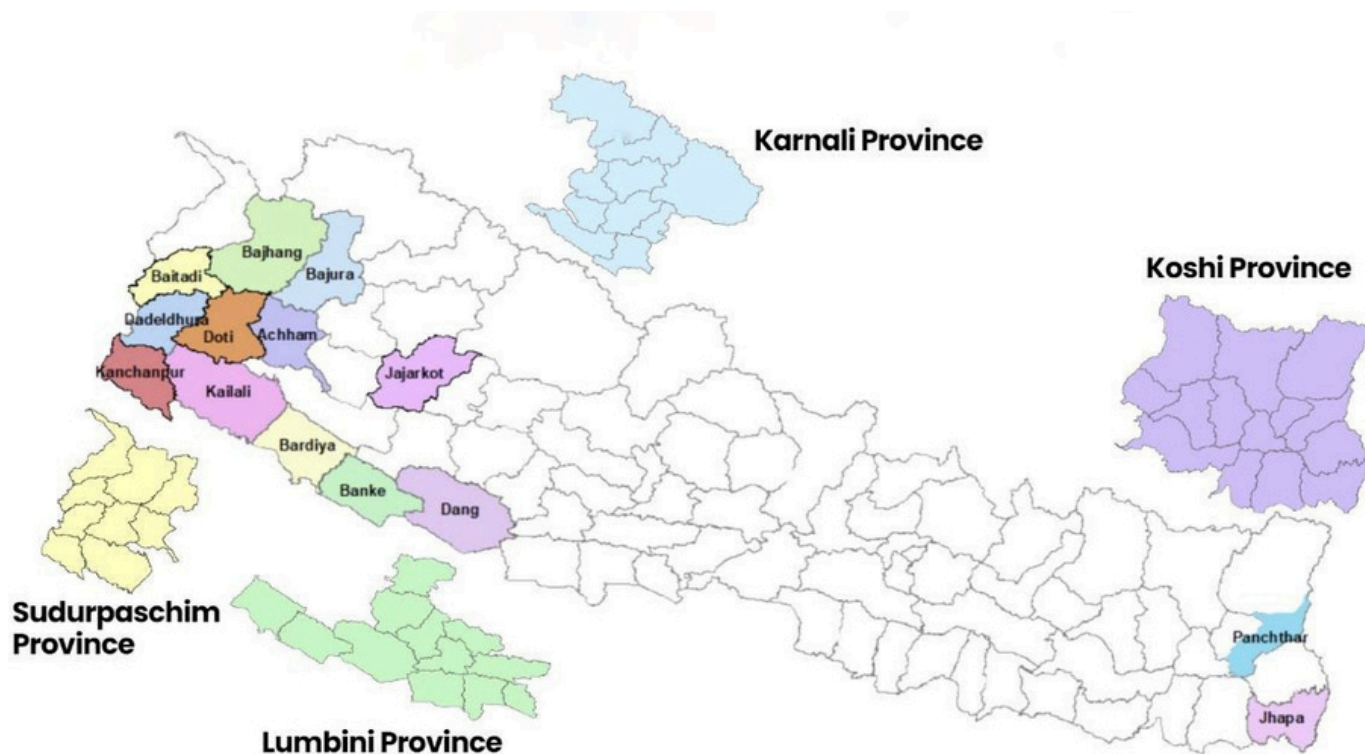 Karnali Province
Koshi Province
Bajhang
Baitadi
Bajura
Dadeldhura
Doti
Achham
Kanchanpur
Kailali
Jajarkot
Bardiya
Banke
Dang
Sudurpaschim
Province
Panchthar
Jhapa
Lumbini Province